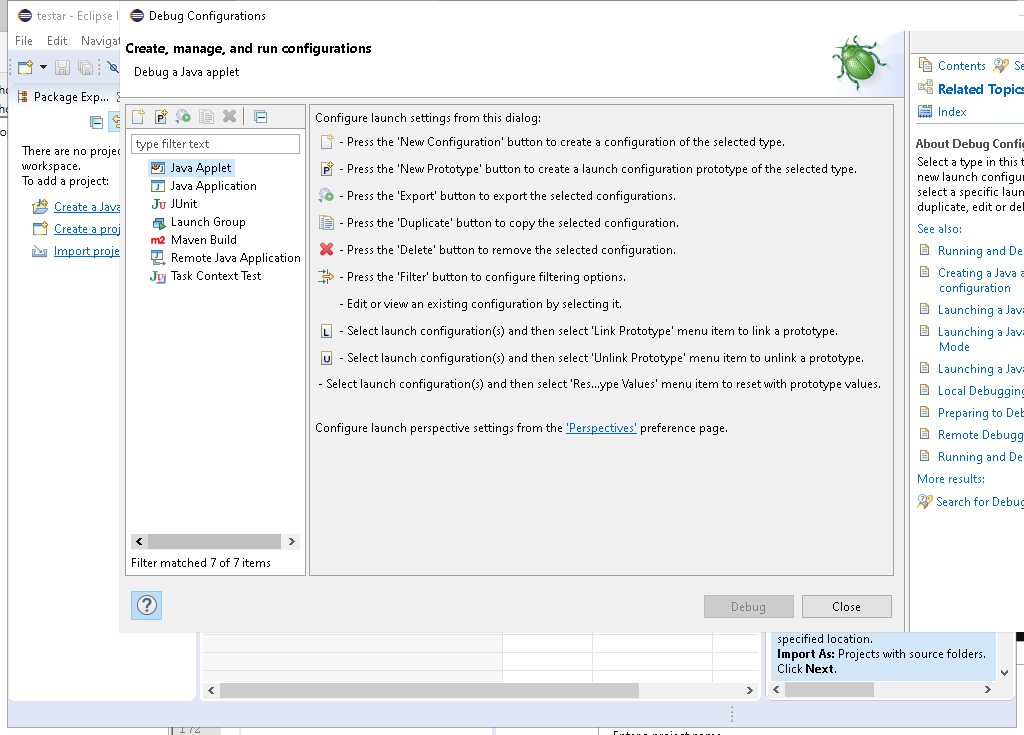 testar - Eclipse I
Debug Configurations
File Edit Navigat
Create, manage, and run configurations
Debug a Java applet
Package Exp...
There are no projec
workspace.
To add a project:
Create a Java
Create a proj
Import proje
type filter text
Java Applet
Java Application
JUnit
Launch Group
Maven Build
Remote Java Application
Task Context Test
Filter matched 7 of 7 items
Configure launch settings from this dialog:
- Press the 'New Configuration' button to create a configuration of the selected type.
- Press the 'New Prototype' button to create a launch configuration prototype of the selected type.
- Press the 'Export' button to export the selected configurations.
- Press the 'Duplicate' button to copy the selected configuration.
- Press the 'Delete' button to remove the selected configuration.
- Press the 'Filter' button to configure filtering options.
- Edit or view an existing configuration by selecting it.
- Select launch configuration(s) and then select 'Link Prototype' menu item to link a prototype.
- Select launch configuration(s) and then select 'Unlink Prototype' menu item to unlink a prototype.
- Select launch configuration(s) and then select 'Res...ype Values' menu item to reset with prototype values.
Configure launch perspective settings from the 'Perspectives' preference page.
Debug
Close
Contents Se
Related Topics
Index
About Debug Config
Select a type in this t
new launch configur
select a specific laun
duplicate, edit or del
See also:
Running and De
Creating a Java a
configuration
Launching a Java
Launching a Java
Mode
Launching a Java
Local Debugging
Preparing to Deb
Remote Debugg
Running and De
More results:
Search for Debug
specified location.
Import As: Projects with source folders.
Click Next.
172